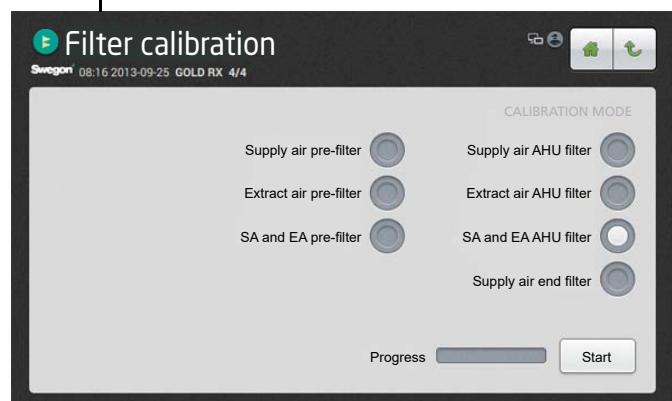 Filter calibration
Swegon 08:16 2013-09-25 GOLD RX 4/4
CALIBRATION MODE
Supply air pre-filter
Supply air AHU filter
Extract air pre-filter
Extract air AHU filter
SA and EA pre-filter
SA and EA AHU filter
Supply air end filter
Progress
Start